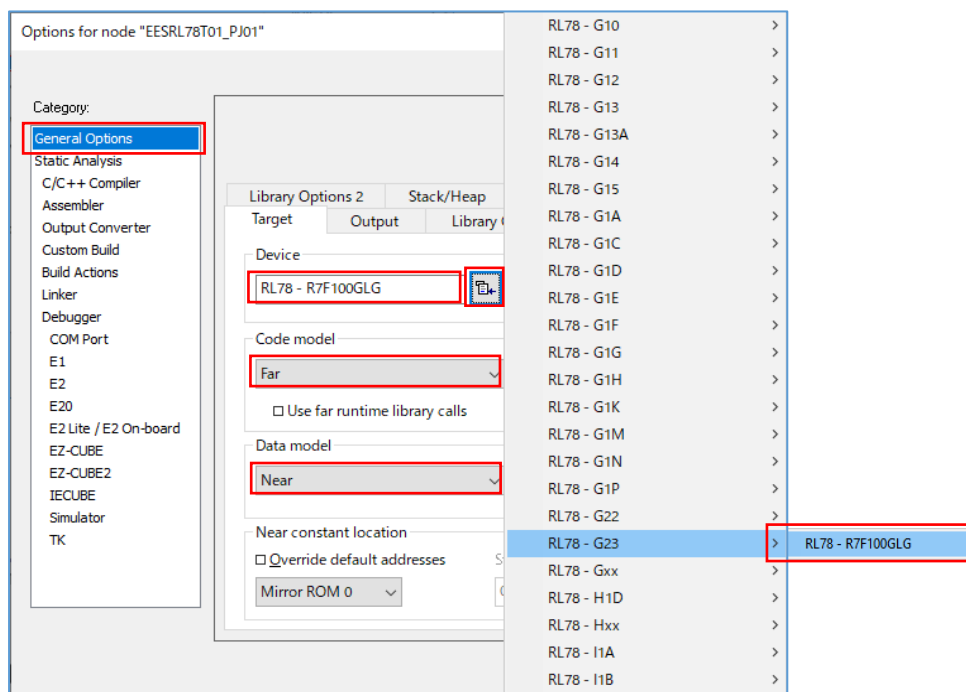 Options for node "EESRL78T01_PJ01"
Category:
General Options
Static Analysis
C/C++ Compiler
Assembler
Output Converter
Custom Build
Build Actions
Linker
Debugger
COM Port
E1
E2
E20
E2 Lite / E2 On-board
EZ-CUBE
EZ-CUBE2
IECUBE
Simulator
TK
Library Options 2
Stack/Heap
Target
Output
Library
Device
RL78 - R7F100GLG
Code model
Far
Use far runtime library calls
Data model
Near
Near constant location
Override default addresses
Mirror ROM 0
RL78 - G10
RL78 - G11
RL78 - G12
RL78 - G13
RL78 - G13A
RL78 - G14
RL78 - G15
RL78 - G1A
RL78 - G1C
RL78 - G1D
RL78 - G1E
RL78 - G1F
RL78 - G1G
RL78 - G1H
RL78 - G1K
RL78 - G1M
RL78 - G1N
RL78 - G1P
RL78 - G22
RL78 - G23
RL78 - Gxx
RL78 - H1D
RL78 - Hxx
RL78 - I1A
RL78 - I1B
RL78 - R7F100GLG